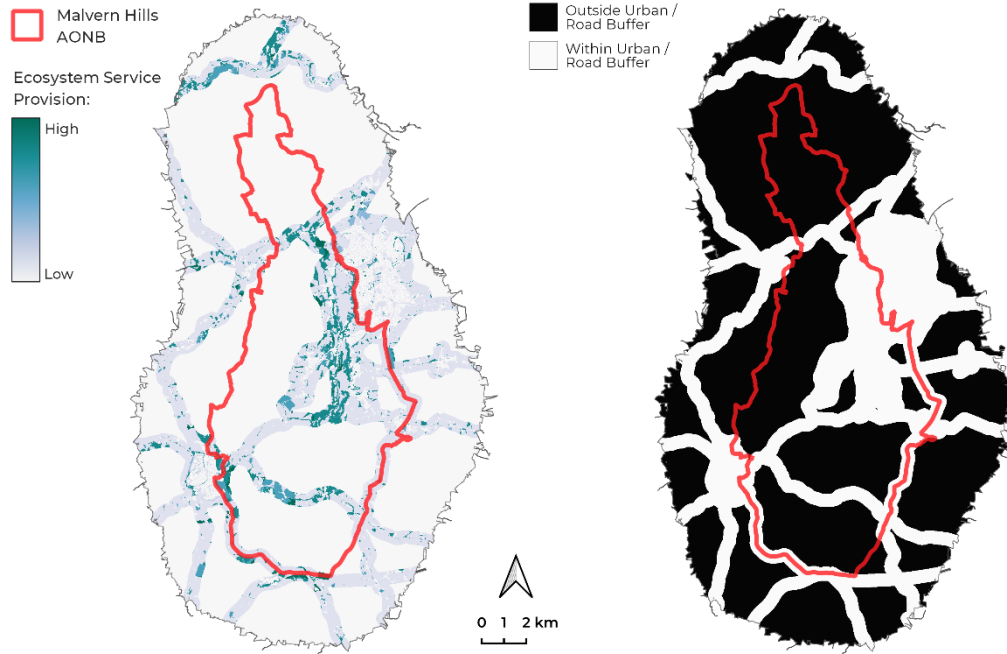 Malvern Hills
AONB
Ecosystem Service
Provision:
High
Low
Outside Urban /
Road Buffer
Within Urban /
Road Buffer
0 1 2 km